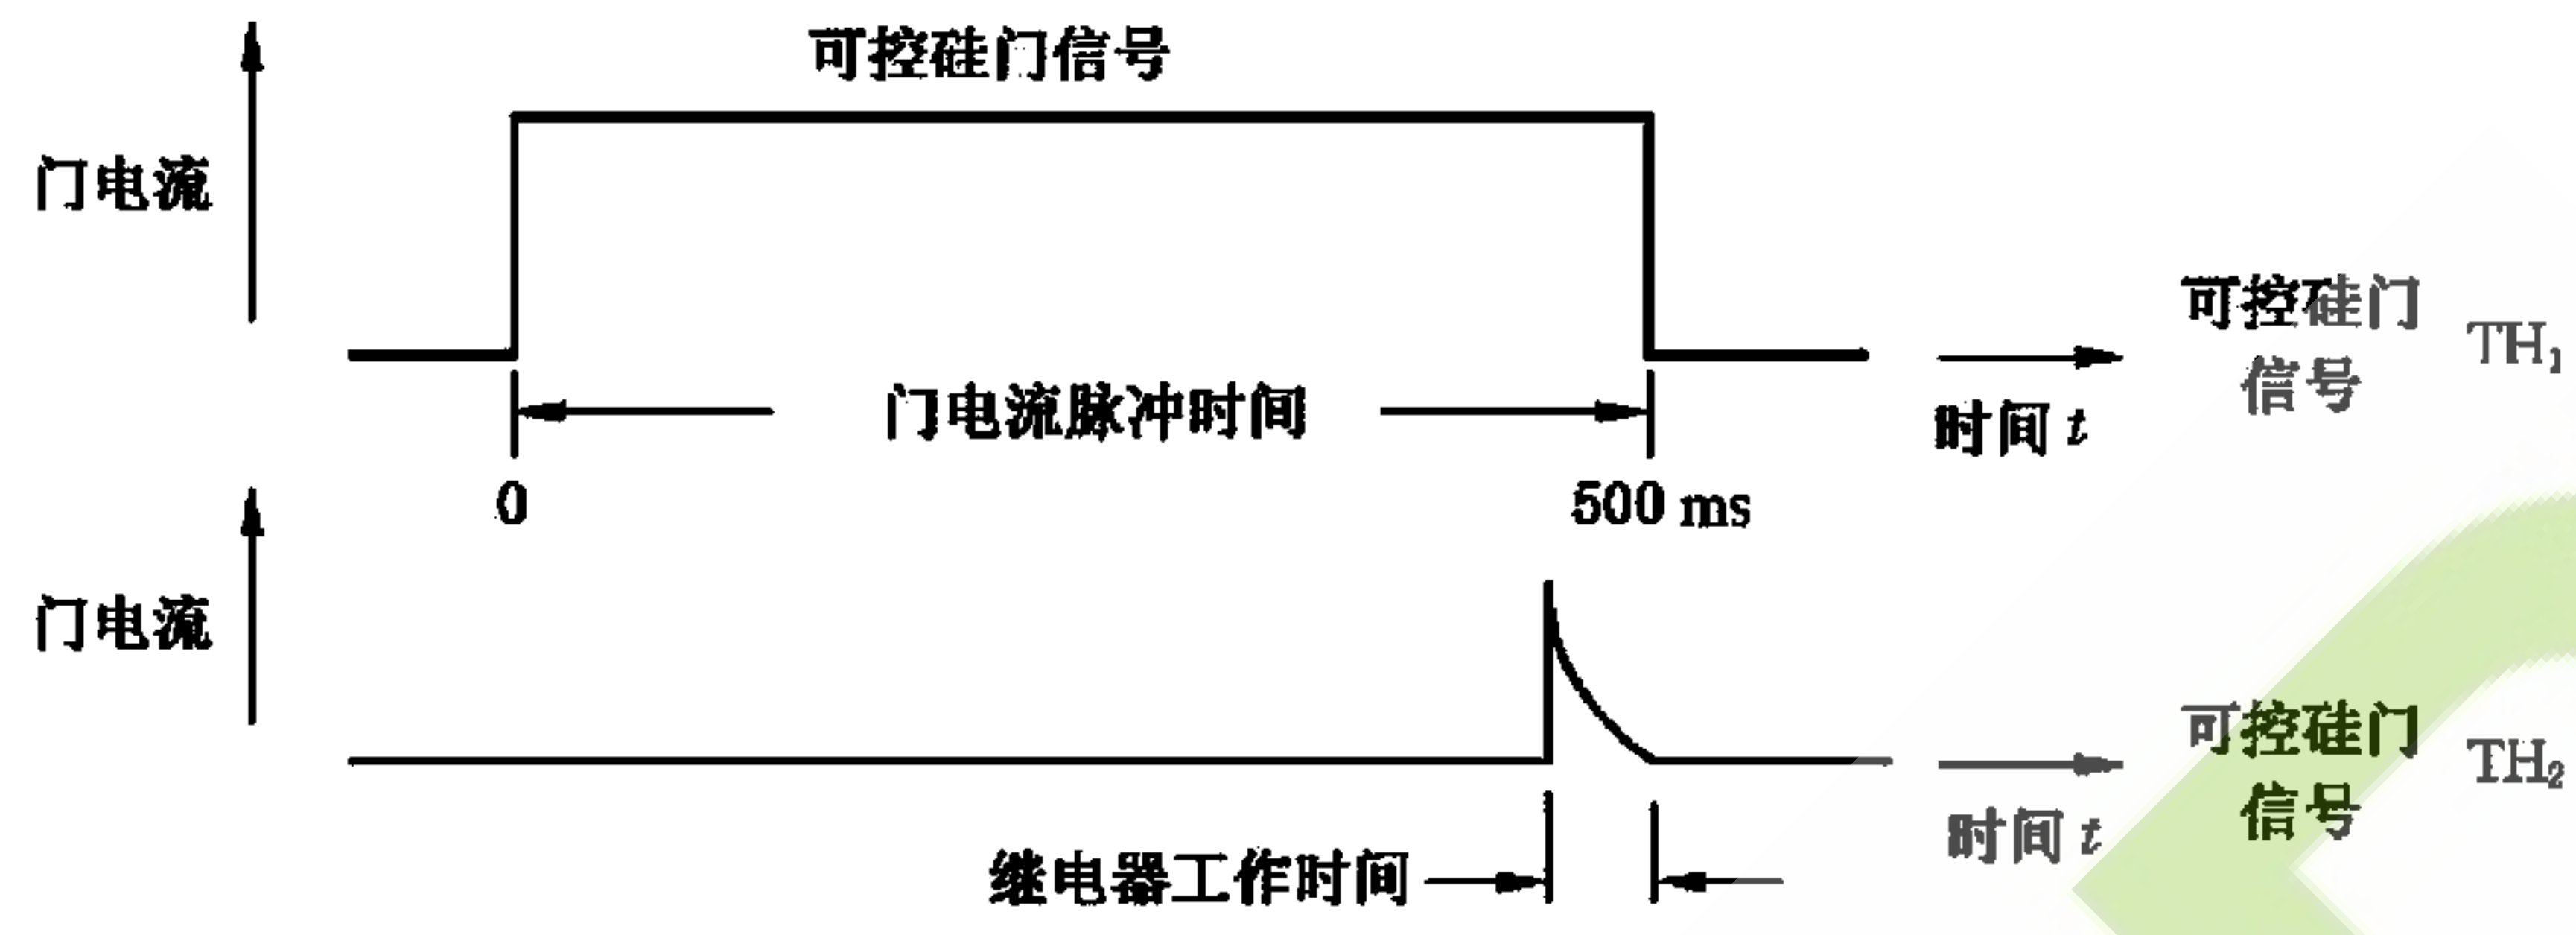 可控硅门信号
门电流
可控硅门
信号
TH₁
门电流脉冲时间
时间 t
0
500 ms
门电流
可控硅门
信号
TH₂
时间 t
继电器工作时间